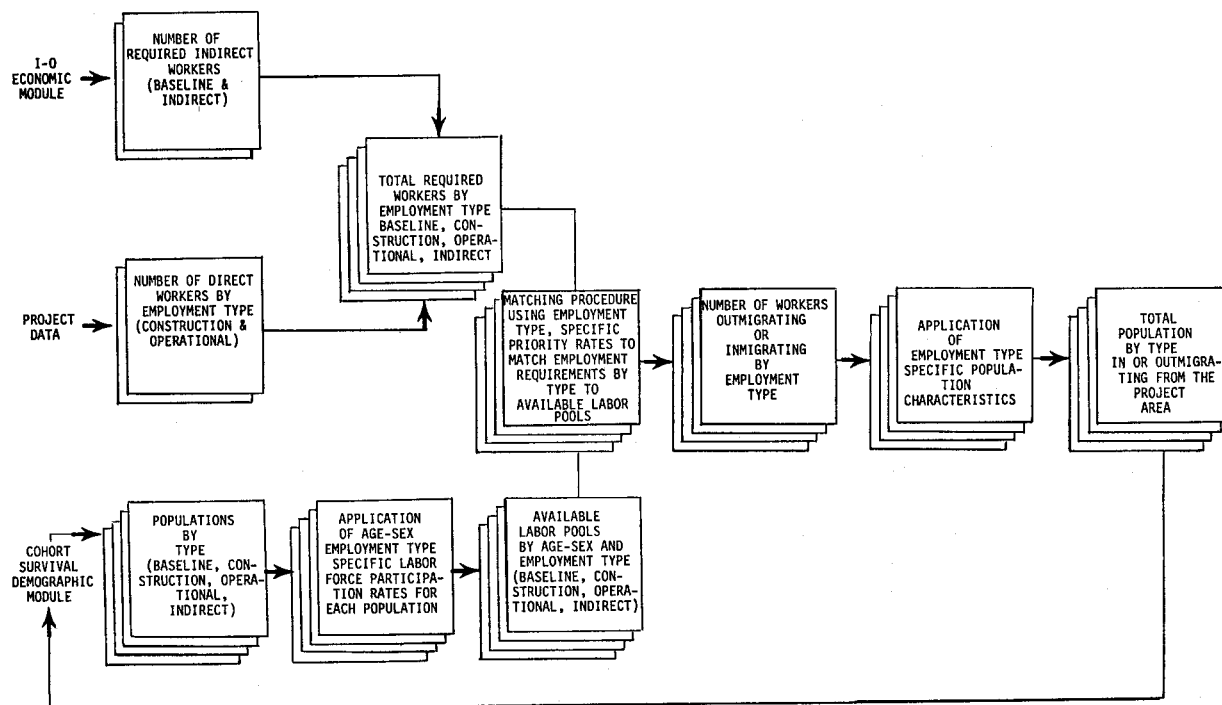 I-O
ECONOMIC
MODULE
NUMBER OF
REQUIRED INDIRECT
WORKERS
(BASELINE &
INDIRECT)
TOTAL REQUIRED
WORKERS BY
EMPLOYMENT TYPE
BASELINE, CON-
STRUCTION, OPERA-
TIONAL, INDIRECT
PROJECT
DATA
NUMBER OF DIRECT
WORKERS BY
EMPLOYMENT TYPE
(CONSTRUCTION &
OPERATIONAL)
MATCHING PROCEDURE
USING EMPLOYMENT
TYPE, SPECIFIC
PRIORITY RATES TO
MATCH EMPLOYMENT
REQUIREMENTS BY
TYPE TO
AVAILABLE LABOR
POOLS
NUMBER OF WORKERS
OUTMIGRATING
OR
INMIGRATING
BY
EMPLOYMENT
TYPE
APPLICATION
OF
EMPLOYMENT TYPE
SPECIFIC POPULA-
TION
CHARACTERISTICS
TOTAL
POPULATION
BY TYPE
IN OR OUTMIGRA-
TING FROM THE
PROJECT
AREA
COHORT
SURVIVAL
DEMOGRAPHIC
MODULE
POPULATIONS
BY
TYPE
(BASELINE, CON-
STRUCTION, OPERA-
TIONAL,
INDIRECT)
APPLICATION
OF AGE-SEX
EMPLOYMENT TYPE
SPECIFIC LABOR
FORCE PARTICIPA-
TION RATES FOR
EACH POPULATION
AVAILABLE
LABOR POOLS
BY AGE-SEX AND
EMPLOYMENT TYPE
(BASELINE, CON-
STRUCTION, OPERA-
TIONAL, INDIRECT)